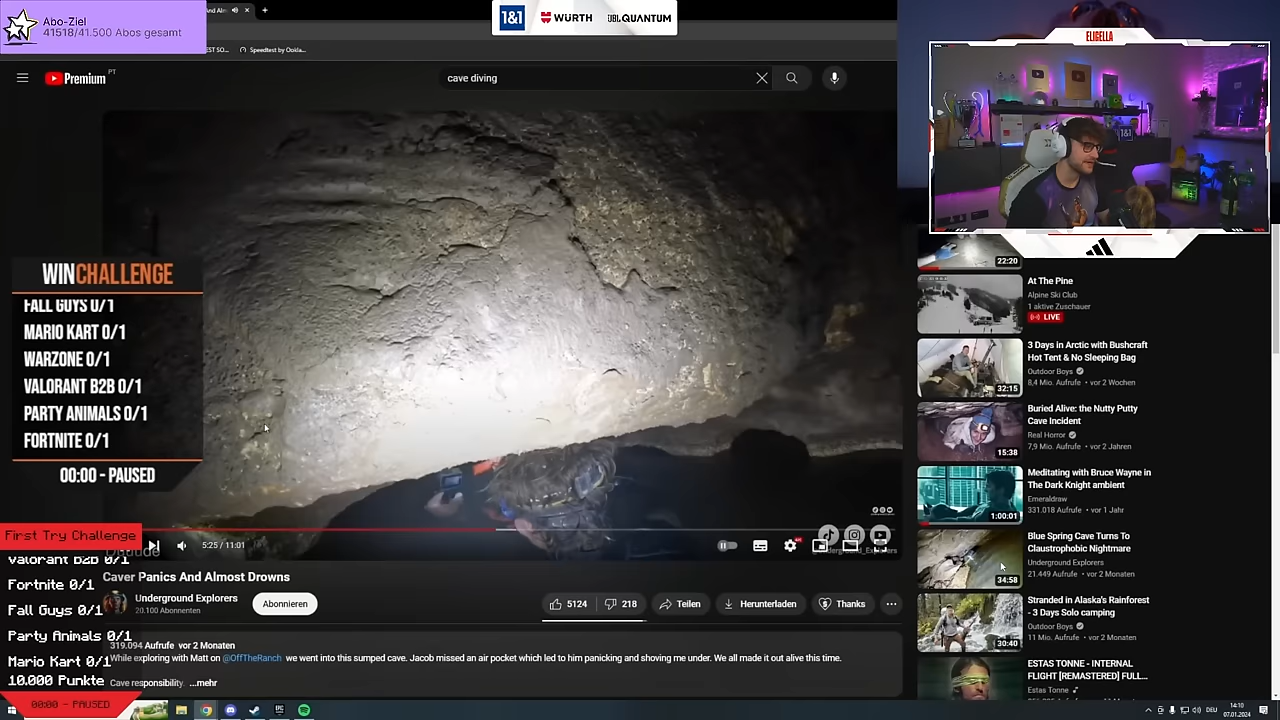 Abo-Ziel
41518/41.500 Abos gesamt
Speedtest by Ookla...
1&1
WÜRTH
JBL QUANTUM
ELIGELLA
Premium
PT
cave diving
WINCHALLENGE
FALL GUYS 0/1
MARIO KART 0/1
WARZONE 0/1
VALORANT B2B 0/1
PARTY ANIMALS 0/1
FORTNITE 0/1
00:00 - PAUSED
First Try Challenge
Valorant B2B 0/1
Fortnite 0/1
Fall Guys 0/1
Party Animals 0/1
Mario Kart 0/1
10.000 Punkte
00:00 - PAUSED
5:25 / 11:01
Caver Panics And Almost Drowns
Underground Explorers
20.100 Abonnenten
Abonnieren
5124
218
Teilen
Herunterladen
Thanks
319.094 Aufrufe vor 2 Monaten
While exploring with Matt on @OffTheRanch we went into this sumped cave. Jacob missed an air pocket which led to him panicking and shoving me under. We all made it out alive this time.
Cave responsibility
...mehr
22:20
At The Pine
Alpine Ski Club
1 aktive Zuschauer
LIVE
3 Days in Arctic with Bushcraft
Hot Tent & No Sleeping Bag
Outdoor Boys
8,4 Mio. Aufrufe • vor 2 Wochen
32:15
Buried Alive: the Nutty Putty
Cave Incident
Real Horror
7,9 Mio. Aufrufe • vor 2 Jahren
15:38
Meditating with Bruce Wayne in
The Dark Knight ambient
Emeraldraw
331.018 Aufrufe • vor 1 Jahr
1:00:01
Blue Spring Cave Turns To
Claustrophobic Nightmare
Underground Explorers
21.449 Aufrufe • vor 2 Monaten
34:58
Stranded in Alaska's Rainforest
- 3 Days Solo camping
Outdoor Boys
11 Mio. Aufrufe • vor 2 Monaten
30:40
ESTAS TONNE - INTERNAL
FLIGHT [REMASTERED] FULL...
Estas Tonne
DEU
14:10
07.01.2024